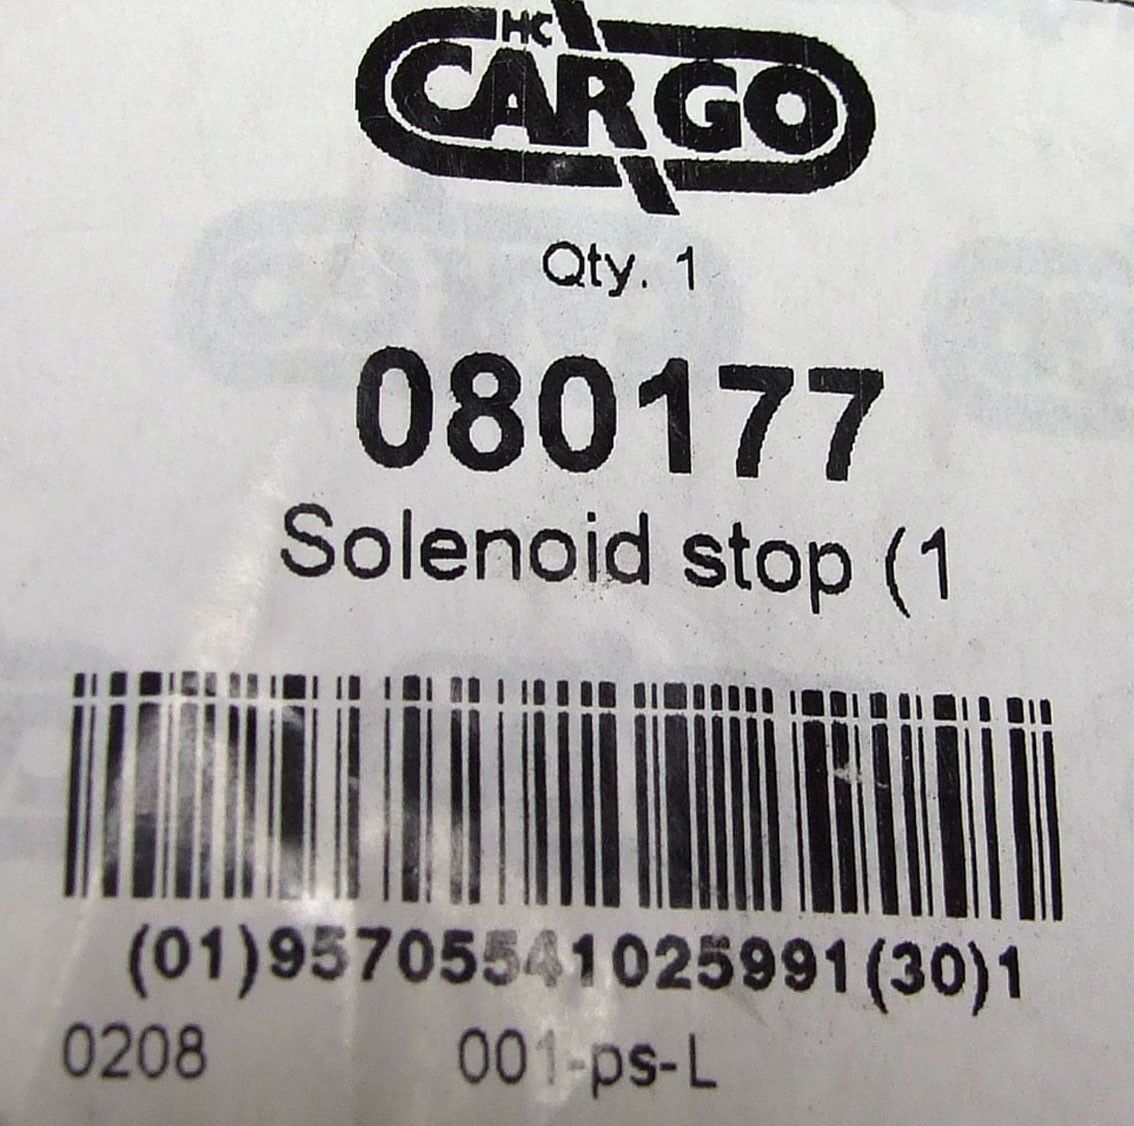 HC
CARGO
Qty. 1
080177
Solenoid stop (1
(01)95705541025991(30)1
0208 001-ps-L